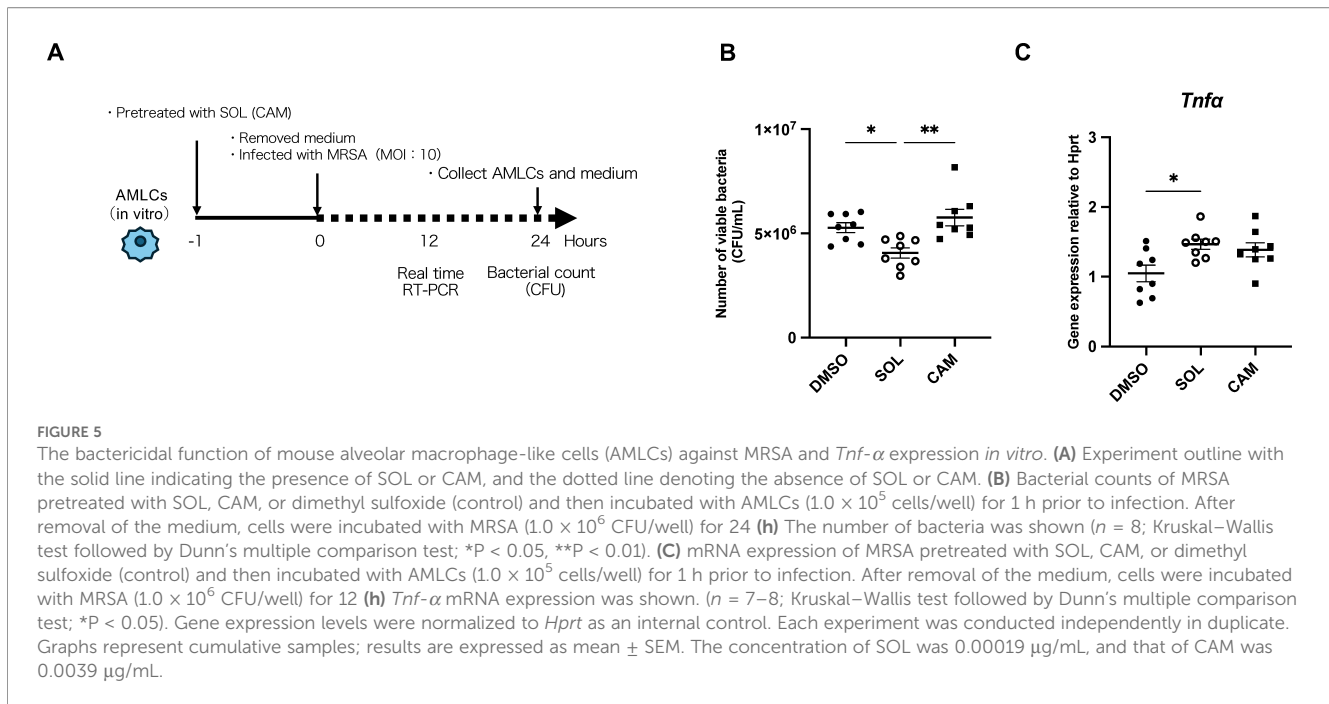 A
· Pretreated with SOL (CAM)
· Removed medium
· Infected with MRSA (MOI : 10)
· Collect AMLCs and medium
AMLCs
(in vitro)
-1
0
12
24
Hours
Real time
RT-PCR
Bacterial count
(CFU)
B
Number of viable bacteria
(CFU/mL)
1×10⁷
5×10⁶
0
*
**
DMSO
SOL
CAM
C
Tnfα
Gene expression relative to Hprt
3
2
1
0
*
DMSO
SOL
CAM
FIGURE 5
The bactericidal function of mouse alveolar macrophage-like cells (AMLCs) against MRSA and Tnf-α expression in vitro. (A) Experiment outline with
the solid line indicating the presence of SOL or CAM, and the dotted line denoting the absence of SOL or CAM. (B) Bacterial counts of MRSA
pretreated with SOL, CAM, or dimethyl sulfoxide (control) and then incubated with AMLCs (1.0 × 10⁵ cells/well) for 1 h prior to infection. After
removal of the medium, cells were incubated with MRSA (1.0 × 10⁶ CFU/well) for 24 (h) The number of bacteria was shown (n = 8; Kruskal–Wallis
test followed by Dunn's multiple comparison test; *P < 0.05, **P < 0.01). (C) mRNA expression of MRSA pretreated with SOL, CAM, or dimethyl
sulfoxide (control) and then incubated with AMLCs (1.0 × 10⁵ cells/well) for 1 h prior to infection. After removal of the medium, cells were incubated
with MRSA (1.0 × 10⁶ CFU/well) for 12 (h) Tnf-α mRNA expression was shown. (n = 7–8; Kruskal–Wallis test followed by Dunn's multiple comparison
test; *P < 0.05). Gene expression levels were normalized to Hprt as an internal control. Each experiment was conducted independently in duplicate.
Graphs represent cumulative samples; results are expressed as mean ± SEM. The concentration of SOL was 0.00019 μg/mL, and that of CAM was
0.0039 μg/mL.